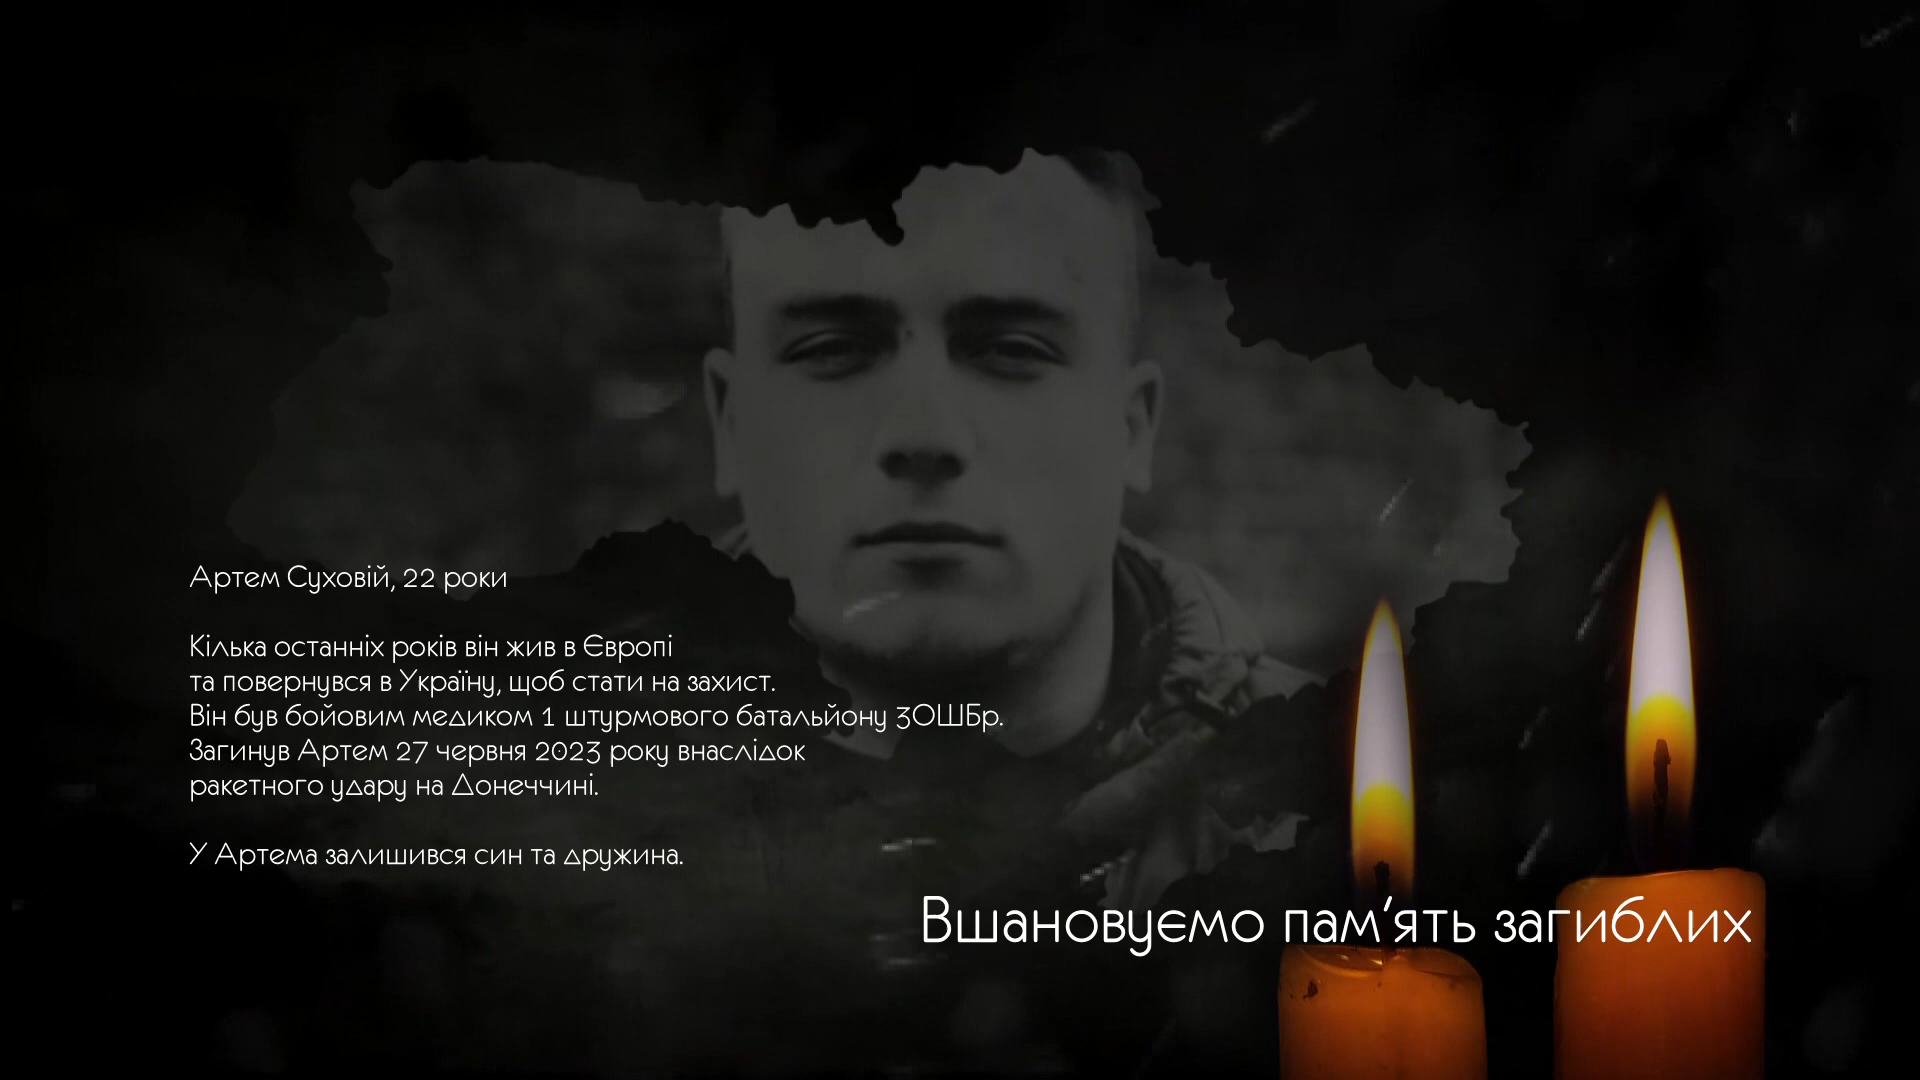 Артем Суховій, 22 роки
Кілька останніх років він жив в Європі
та повернувся в Україну, щоб стати на захист.
Він був бойовим медиком 1 штурмового батальйону 3ОШБр.
Загинув Артем 27 червня 2023 року внаслідок
ракетного удару на Донеччині.
У Артема залишився син та дружина.
Вшановуємо пам'ять загиблих